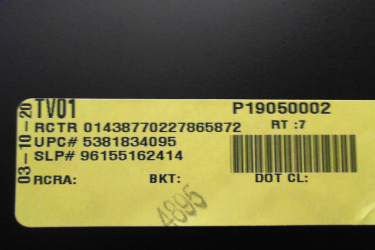 03-10-20
TV01 P19050002
RCTR 01438770227865872 RT :7
UPC# 5381834095
SLP# 96155162414
RCRA: BKT: DOT CL:
4895